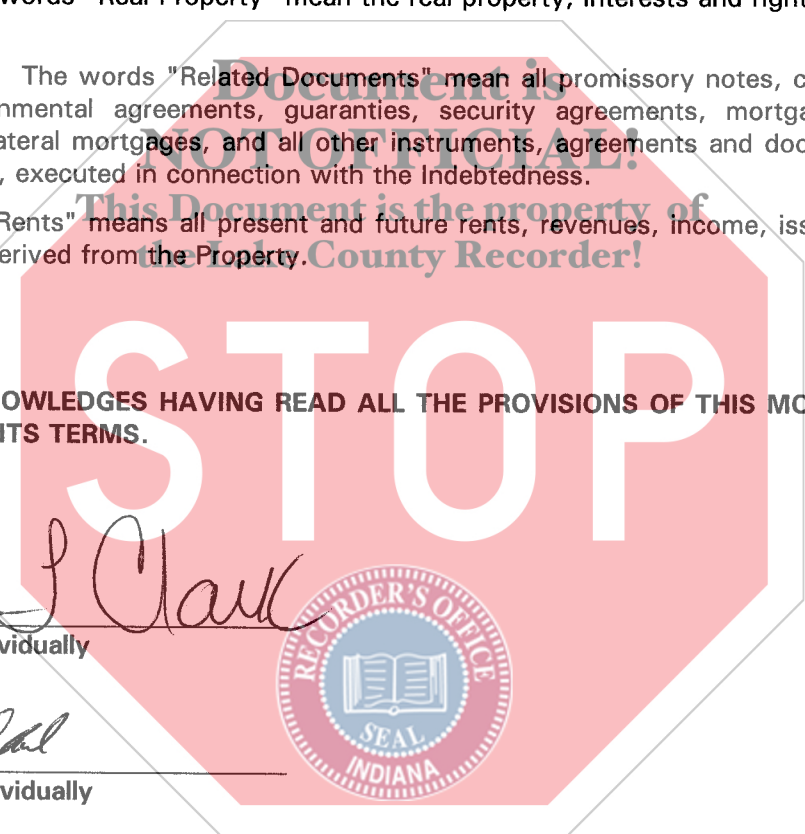 words "Real Property" mean the real property, interests and right
Document is
The words "Related Documents" mean all promissory notes, c
nmental agreements, guaranties, security agreements, mortga
NOT OFFICIAL!
ateral mortgages, and all other instruments, agreements and doc
, executed in connection with the Indebtedness.
This Document is the property of
Rents" means all present and future rents, revenues, income, iss
erived from the Property.
the Lake County Recorder!
STOP
OWLEDGES HAVING READ ALL THE PROVISIONS OF THIS MO
ITS TERMS.
L Clark
vidually
RECORDER'S OFFICE
SEAL
INDIANA
vidually